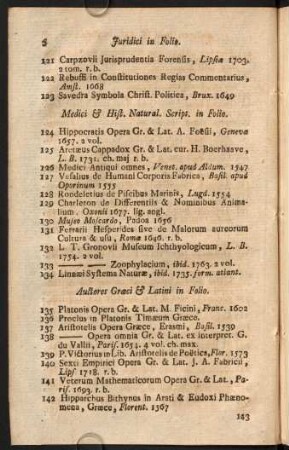 8 Juridici in Folio.
121 Carpzovii Jurisprudentia Forensis, Lipsiæ 1703.
2 tom. r. b.
122 Rebuffi in Constitutiones Regias Commentarius,
Amst. 1668
123 Savedra Symbola Christ. Politica, Brux. 1649
Medici & Hist. Natural. Script. in Folio.
124 Hippocratis Opera Gr. & Lat. A. Foësii, Genevæ
1657. 2 vol.
125 Aretæus Cappadox Gr. & Lat. cur. H. Boerhaave,
L. B. 1731. ch. maj r. b.
126 Medici Antiqui omnes, Venet. apud Aldum. 1547
127 Vesalius de Humani Corporis Fabrica, Basil. apud
Oporinum 1555
128 Rondeletius de Piscibus Marinis, Lugd. 1554
129 Charleton de Differentiis & Nominibus Anima-
lium. Oxonii 1677. lig. neg.
130 Museo Moscardo, Padoa 1656
131 Ferrarii Hesperides sive de Malorum aureorum
Cultura & usu, Romæ 1646. r. b.
132 L. T. Gronovii Museum Ichthyologicum, L. B.
1754. 2 vol.
133 —— —— Zoophylacium, ibid. 1763. 2 vol.
134 Linnæi Systema Naturæ, ibid. 1735. form. atlant.
Auctores Græci & Latini in Folio.
135 Platonis Opera Gr. & Lat. M. Ficini, Franc. 1602
136 Proclus in Platonis Timæum Græce
137 Aristotelis Opera Græce, Erasmi, Basil. 1539
138 —— Opera omnia Gr. & Lat. ex interpret. G.
du Vallii, Paris. 1654. 4 vol. ch. max.
139 P. Victorius in Lib. Aristotelis de Poëtica, Flor. 1573
140 Sexti Empirici Opera Gr. & Lat. J. A. Fabricii,
Lips 1718. r. b.
141 Veterum Mathematicorum Opera Gr. & Lat., Pa-
ris. 1693. r. b.
142 Hipparchus Bithynus in Arati & Eudoxi Phæno-
mena, Græce, Florent. 1567
143